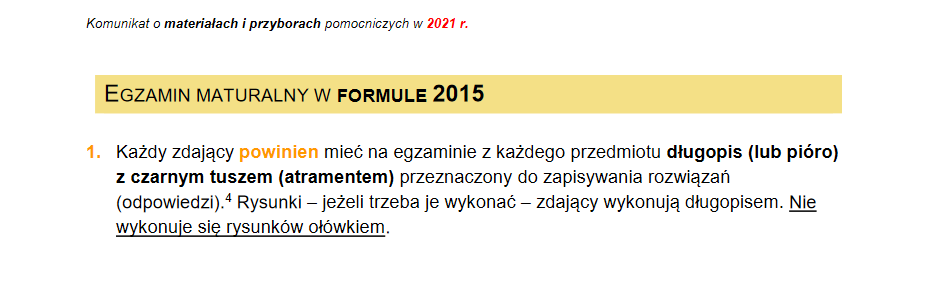 Komunikat o materiałach i przyborach pomocniczych w 2021 r.
EGZAMIN MATURALNY W FORMULE 2015
1. Każdy zdający powinien mieć na egzaminie z każdego przedmiotu długopis (lub pióro)
z czarnym tuszem (atramentem) przeznaczony do zapisywania rozwiązań
(odpowiedzi).⁴ Rysunki – jeżeli trzeba je wykonać – zdający wykonują długopisem. Nie
wykonuje się rysunków ołówkiem.